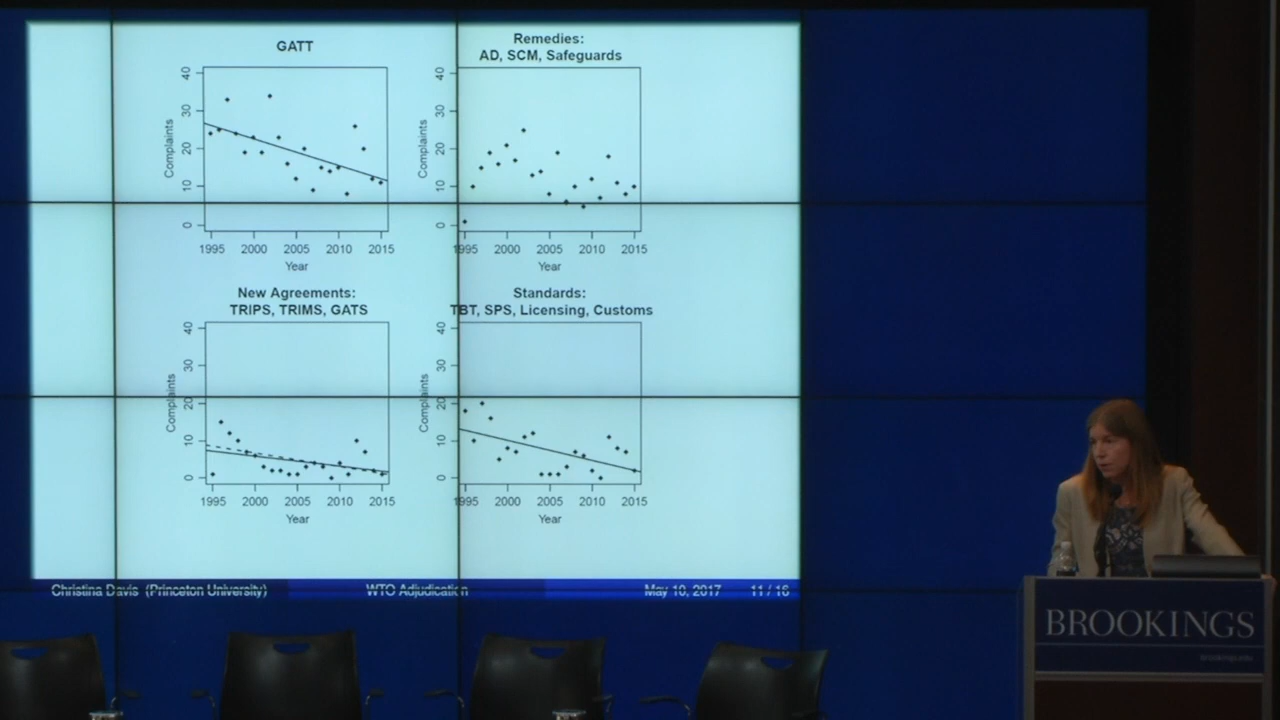 GATT
40
30
20
10
0
Complaints
1995 2000 2005 2010 2015
Year
Remedies:
AD, SCM, Safeguards
40
30
20
10
0
Complaints
1995 2000 2005 2010 2015
Year
New Agreements:
TRIPS, TRIMS, GATS
40
30
20
10
0
Complaints
1995 2000 2005 2010 2015
Year
Standards:
TBT, SPS, Licensing, Customs
40
30
20
10
0
Complaints
1995 2000 2005 2010 2015
Year
Christina Davis (Princeton University) WTO Adjudication May 10, 2017 11 / 16
BROOKINGS
brookings.edu